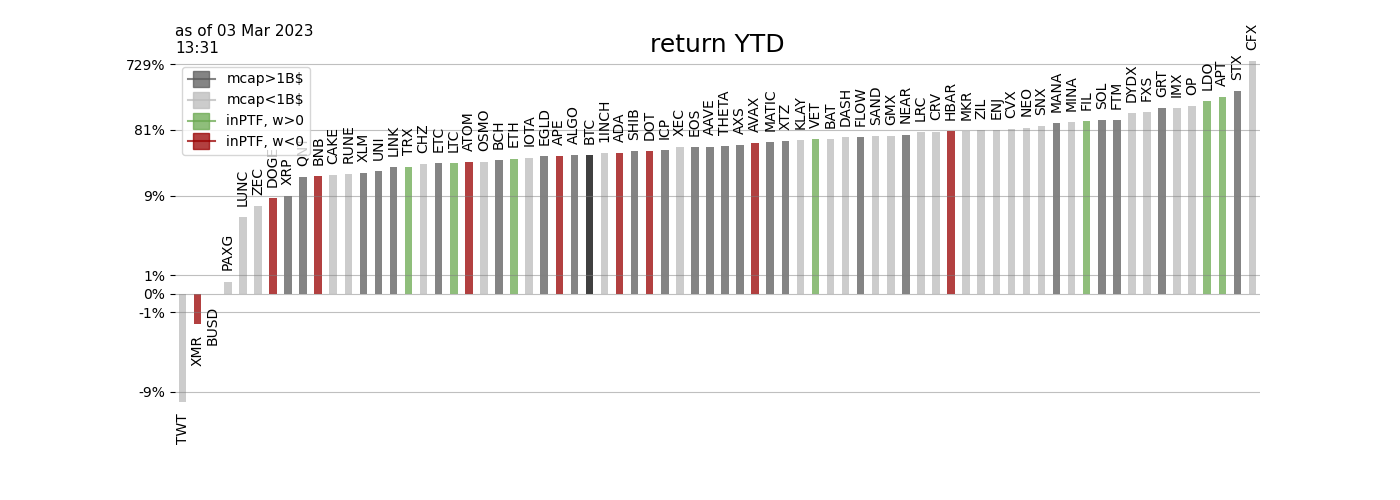 as of 03 Mar 2023
13:31
return YTD
729%
81%
9%
1%
0%
-1%
-9%
mcap>1B$
mcap<1B$
inPTF, w>0
inPTF, w<0
TWT
XMR
BUSD
PAXG
LUNC
ZEC
DOGE
XRP
QNT
BNB
CAKE
RUNE
XLM
UNI
LINK
TRX
CHZ
ETC
LTC
ATOM
OSMO
BCH
ETH
IOTA
EGLD
APE
ALGO
BTC
1INCH
ADA
SHIB
DOT
ICP
XEC
EOS
AAVE
THETA
AXS
AVAX
MATIC
XTZ
KLAY
VET
BAT
DASH
FLOW
SAND
GMX
NEAR
LRC
CRV
HBAR
MKR
ZIL
ENJ
CVX
NEO
SNX
MANA
MINA
FIL
SOL
FTM
DYDX
FXS
GRT
IMX
OP
LDO
APT
STX
CFX